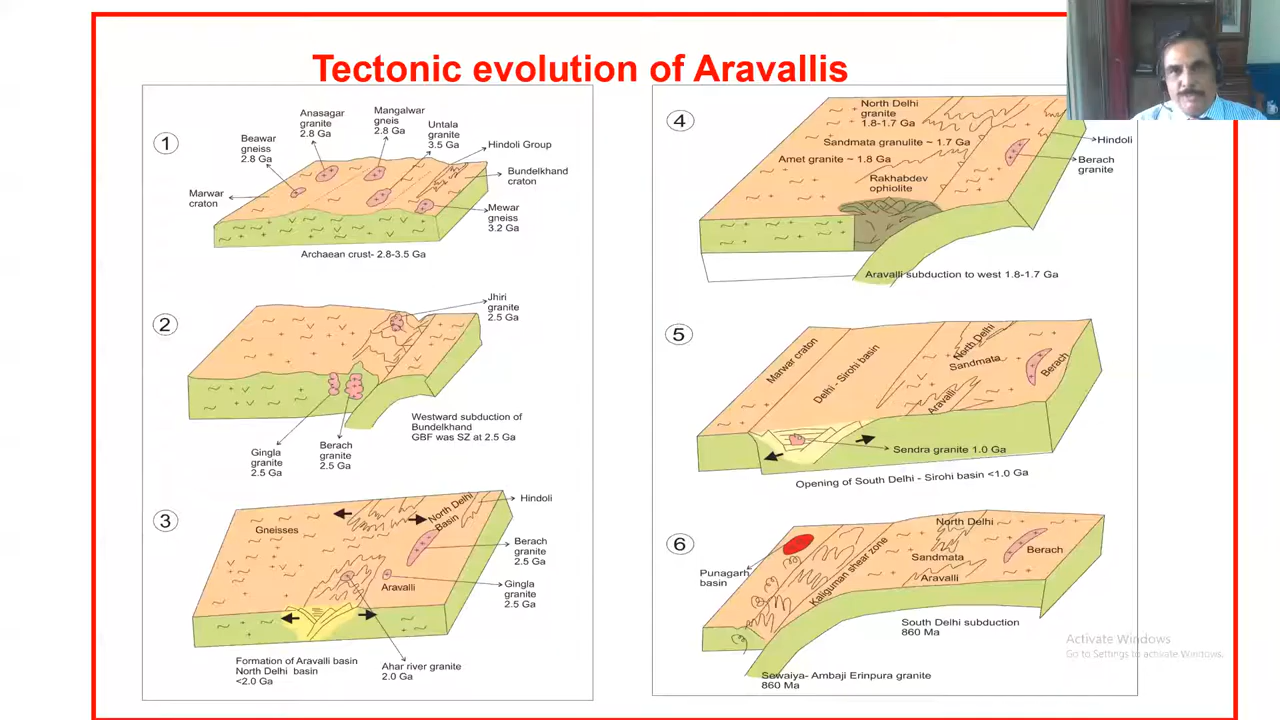 Tectonic evolution of Aravallis
1
Anasagar
granite
2.8 Ga
Mangalwar
gneis
2.8 Ga
Untala
granite
3.5 Ga
Beawar
gneiss
2.8 Ga
Hindoli Group
Bundelkhand
craton
Marwar
craton
Mewar
gneiss
3.2 Ga
Archaean crust- 2.8-3.5 Ga
2
Jhiri
granite
2.5 Ga
Westward subduction of
Bundelkhand
GBF was SZ at 2.5 Ga
Gingla
granite
2.5 Ga
Berach
granite
2.5 Ga
3
Gneisses
North Delhi
Basin
Hindoli
Berach
granite
2.5 Ga
Aravalli
Gingla
granite
2.5 Ga
Formation of Aravalli basin
North Delhi basin
<2.0 Ga
Ahar river granite
2.0 Ga
4
North Delhi
granite
1.8-1.7 Ga
Sandmata granulite ~ 1.7 Ga
Amet granite ~ 1.8 Ga
Rakhabdev
ophiolite
Hindoli
Berach
granite
Aravalli subduction to west 1.8-1.7 Ga
5
Marwar craton
Delhi - Sirohi basin
North Delhi
Sandmata
Aravalli
Berach
Sendra granite 1.0 Ga
Opening of South Delhi - Sirohi basin <1.0 Ga
6
Punagarh
basin
Kaliguman shear zone
North Delhi
Sandmata
Aravalli
Berach
South Delhi subduction
860 Ma
Sewaiya- Ambaji Erinpura granite
860 Ma
Activate Windows
Go to Settings to activate Windows.